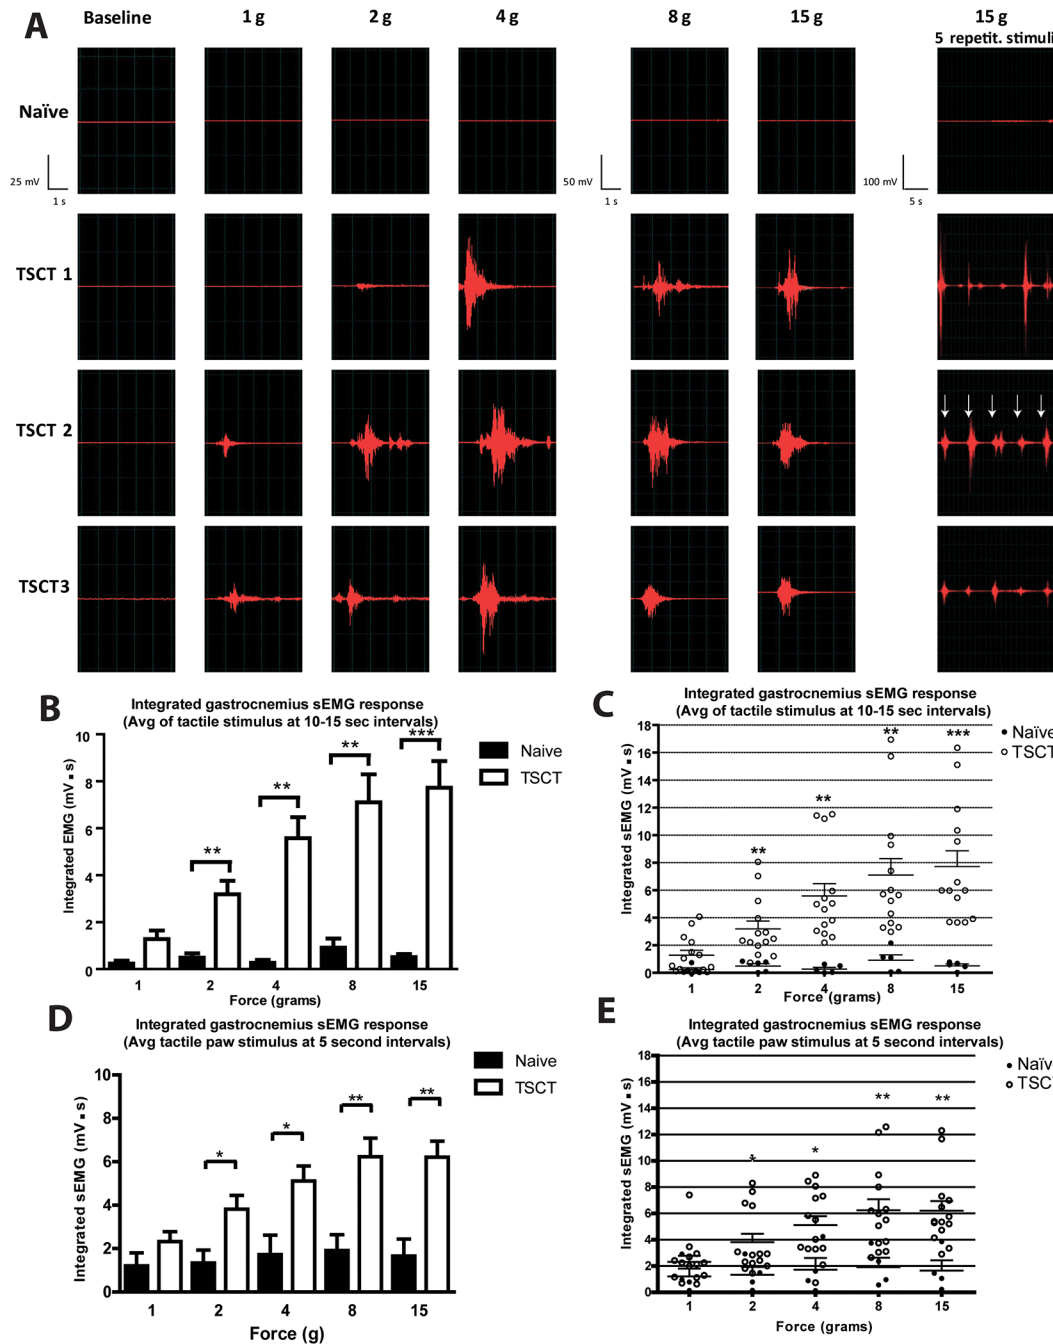 A
Baseline 1 g 2 g 4 g 8 g 15 g 15 g
5 repetit. stimuli
Naïve
25 mV
1 s
50 mV
1 s
100 mV
5 s
TSCT 1
TSCT 2
TSCT3
B
Integrated gastrocnemius sEMG response
(Avg of tactile stimulus at 10-15 sec intervals)
Integrated EMG (mV▪s)
10
8
6
4
2
0
** ** ** ***
Naive
TSCT
1 2 4 8 15
Force (grams)
C
Integrated gastrocnemius sEMG response
(Avg of tactile stimulus at 10-15 sec intervals)
Integrated sEMG (mV▪s)
18
16
14
12
10
8
6
4
2
0
** ** ** ***
Naïve
TSCT
1 2 4 8 15
Force (grams)
D
Integrated gastrocnemius sEMG response
(Avg tactile paw stimulus at 5 second intervals)
Integrated sEMG (mV▪s)
10
8
6
4
2
0
* * ** **
Naive
TSCT
1 2 4 8 15
Force (g)
E
Integrated gastrocnemius sEMG response
(Avg tactile paw stimulus at 5 second intervals)
Integrated sEMG (mV▪s)
18
16
14
12
10
8
6
4
2
0
* * ** **
Naïve
TSCT
1 2 4 8 15
Force (grams)